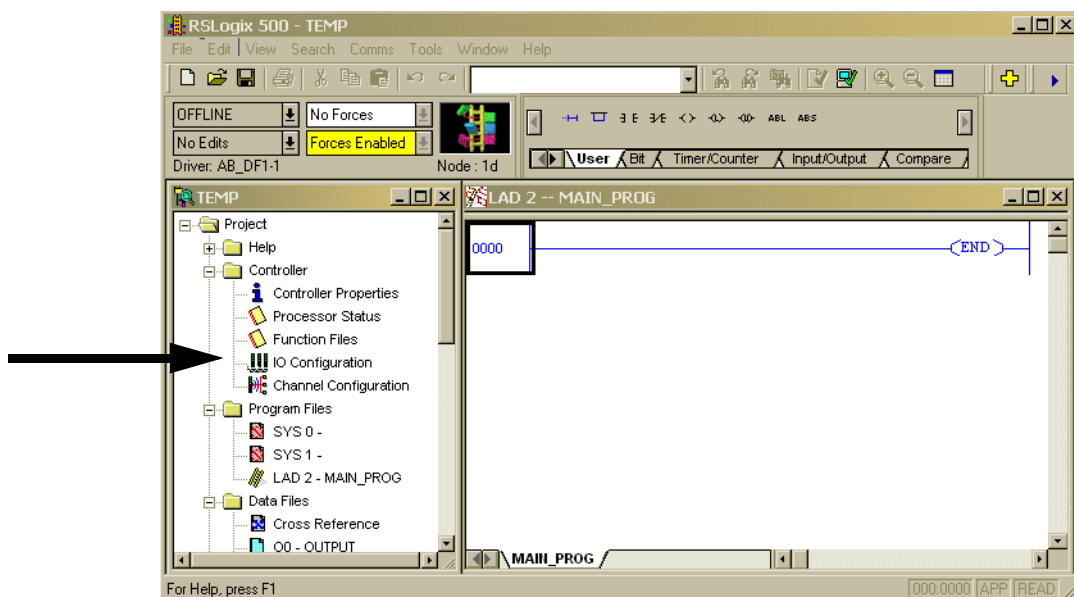 RSLogix 500 - TEMP
File Edit View Search Comms Tools Window Help
OFFLINE No Forces
No Edits Forces Enabled
Driver: AB_DF1-1 Node : 1d
ABL ABS
User Bit Timer/Counter Input/Output Compare
TEMP
Project
Help
Controller
Controller Properties
Processor Status
Function Files
IO Configuration
Channel Configuration
Program Files
SYS 0 -
SYS 1 -
LAD 2 - MAIN_PROG
Data Files
Cross Reference
O0 - OUTPUT
LAD 2 -- MAIN_PROG
0000 END
MAIN_PROG
For Help, press F1 000:0000 APP READ